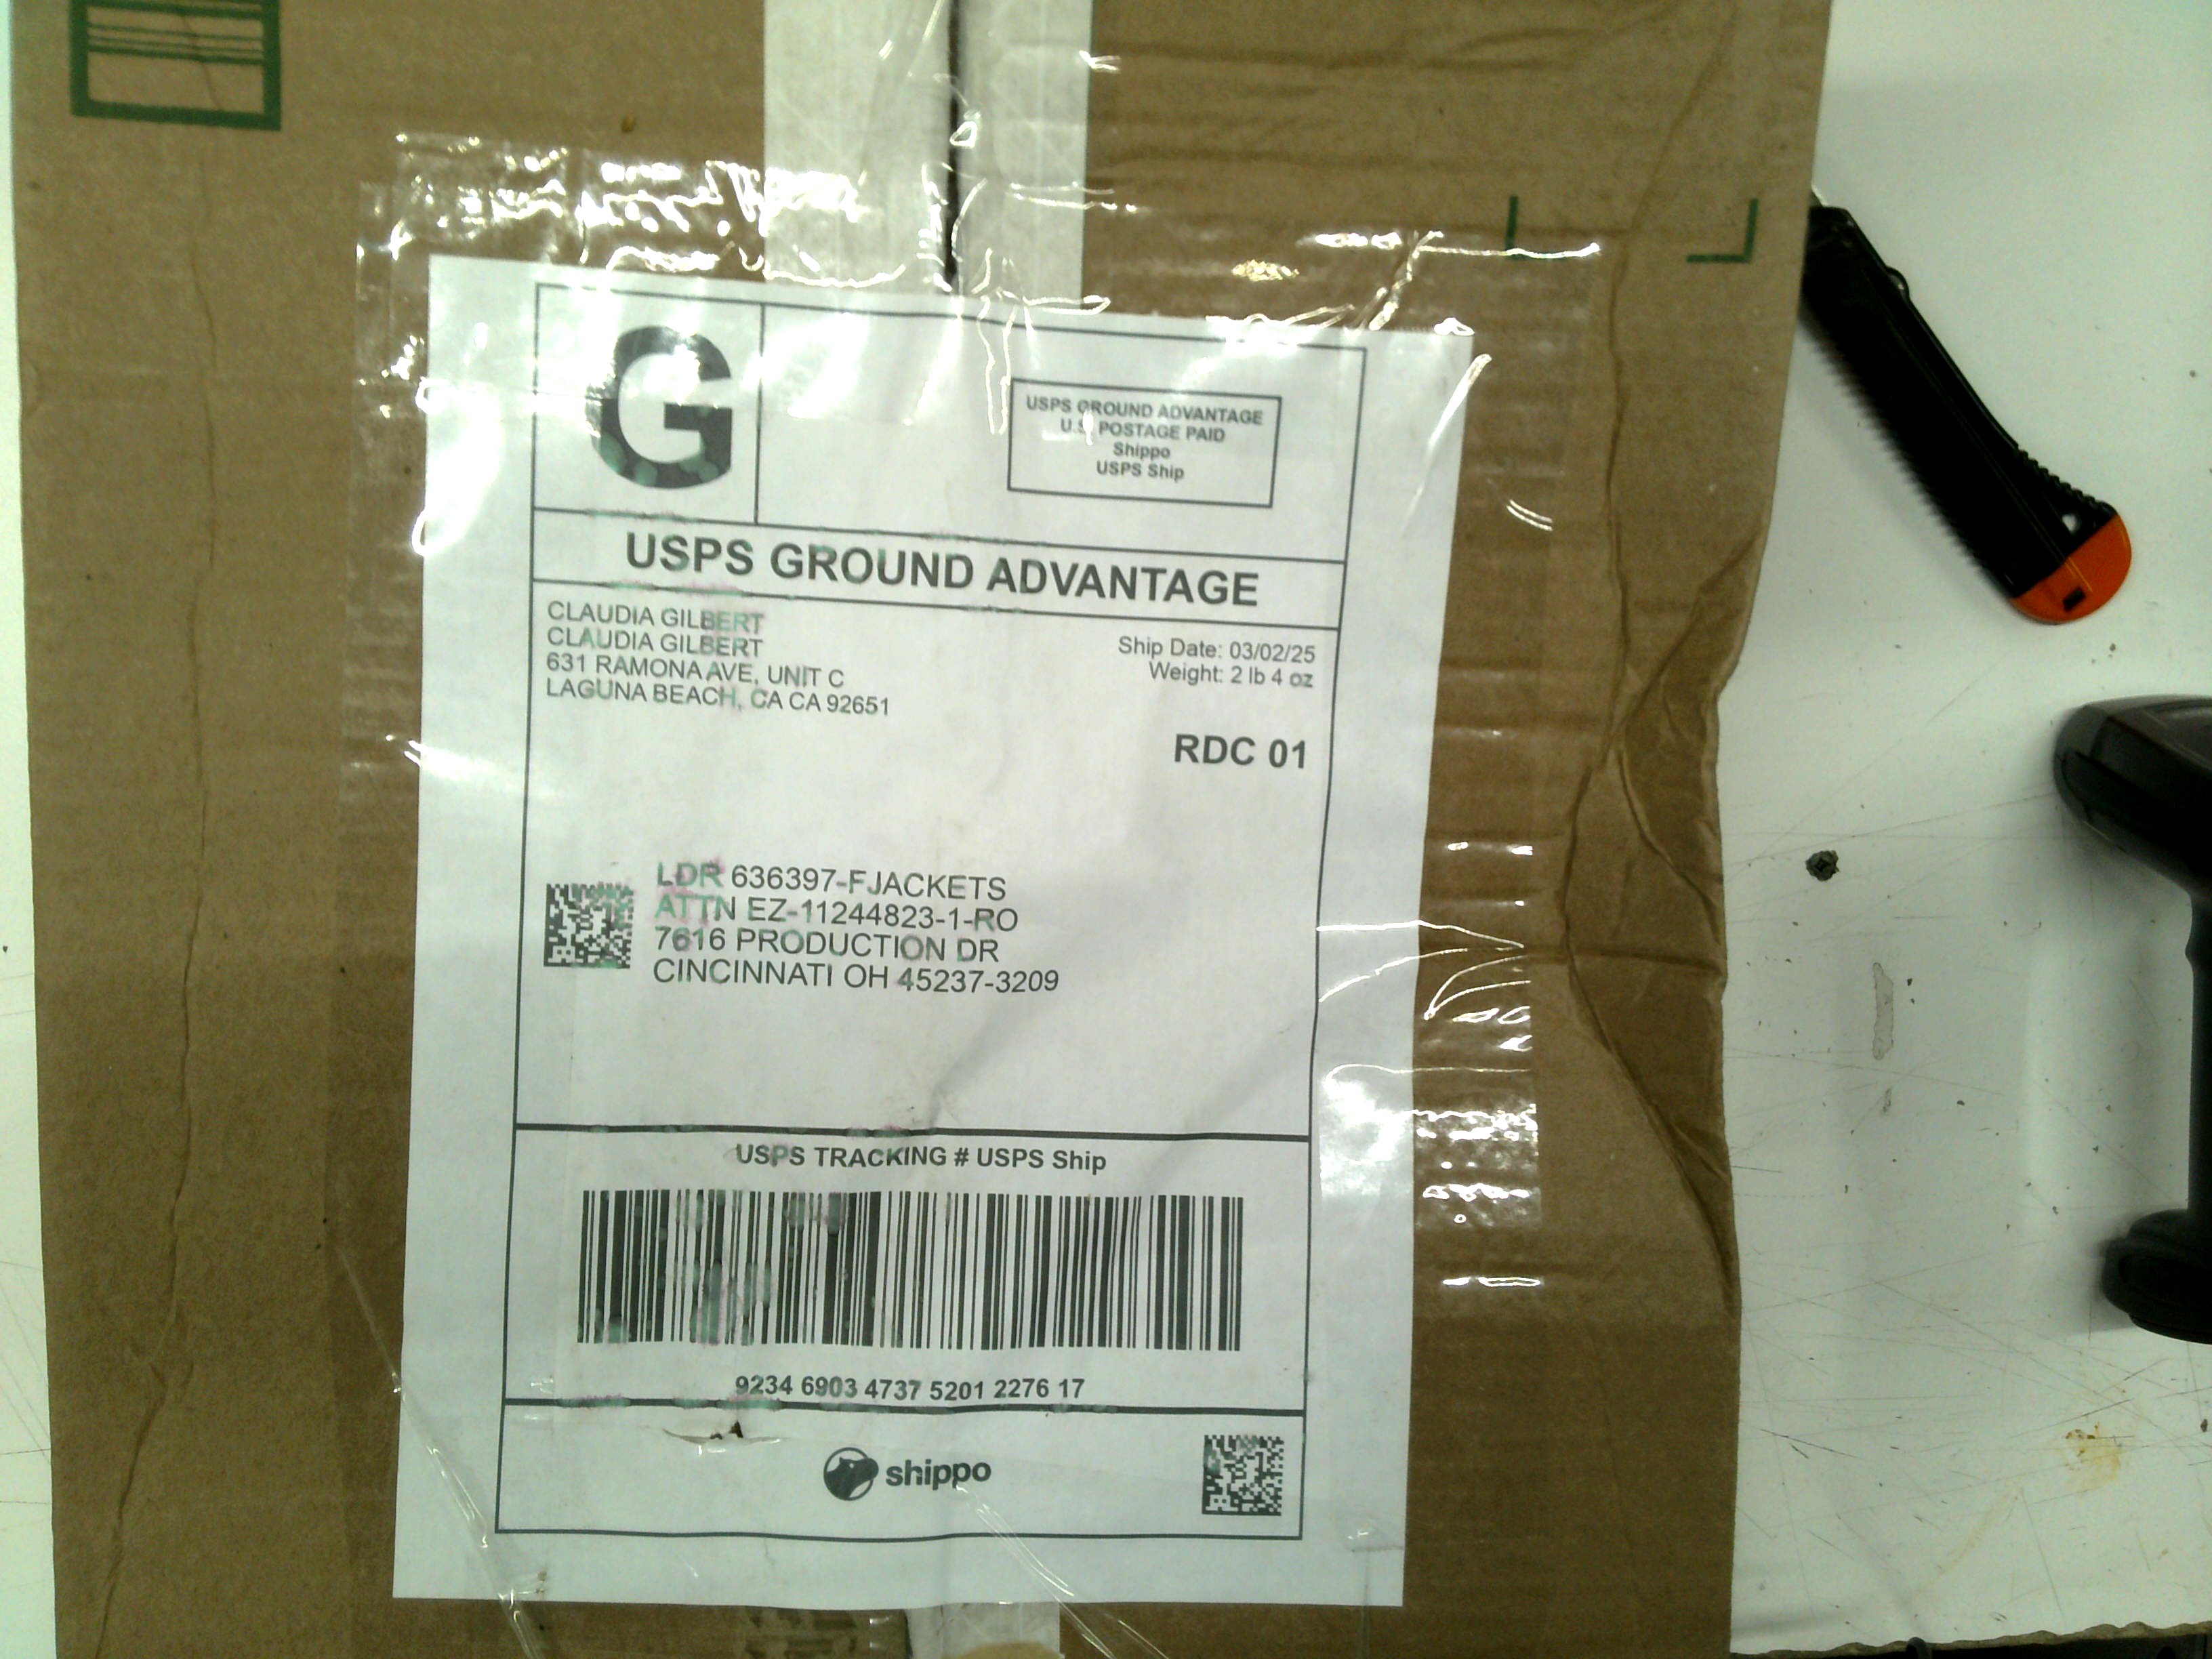 G
USPS GROUND ADVANTAGE
U.S. POSTAGE PAID
Shippo
USPS Ship
USPS GROUND ADVANTAGE
CLAUDIA GILBERT
CLAUDIA GILBERT
631 RAMONA AVE, UNIT C
LAGUNA BEACH, CA CA 92651
Ship Date: 03/02/25
Weight: 2 lb 4 oz
RDC 01
LDR 636397-FJACKETS
ATTN EZ-11244823-1-RO
7616 PRODUCTION DR
CINCINNATI OH 45237-3209
USPS TRACKING # USPS Ship
9234 6903 4737 5201 2276 17
shippo